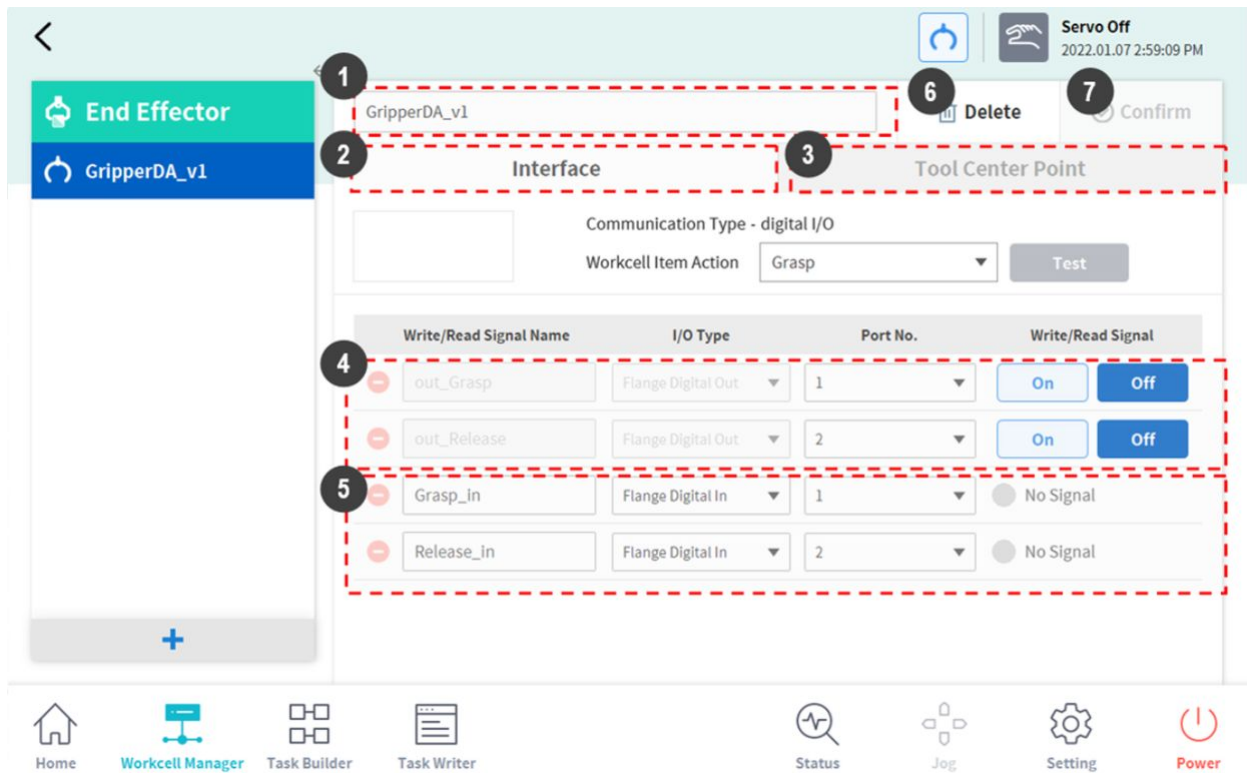 Servo Off
2022.01.07 2:59:09 PM
End Effector
GripperDA_v1
1
GripperDA_v1
6
Delete
7
Confirm
2
Interface
3
Tool Center Point
Communication Type - digital I/O
Workcell Item Action
Grasp
Test
Write/Read Signal Name I/O Type Port No. Write/Read Signal
4
out_Grasp Flange Digital Out 1 On Off
out_Release Flange Digital Out 2 On Off
5
Grasp_in Flange Digital In 1 No Signal
Release_in Flange Digital In 2 No Signal
+
Home Workcell Manager Task Builder Task Writer Status Jog Setting Power